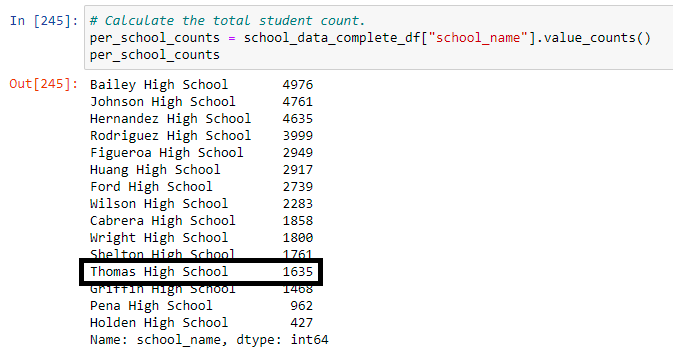 In [245]: # Calculate the total student count.
per_school_counts = school_data_complete_df["school_name"].value_counts()
per_school_counts
Out[245]: Bailey High School 4976
Johnson High School 4761
Hernandez High School 4635
Rodriguez High School 3999
Figueroa High School 2949
Huang High School 2917
Ford High School 2739
Wilson High School 2283
Cabrera High School 1858
Wright High School 1800
Shelton High School 1761
Thomas High School 1635
Griffin High School 1468
Pena High School 962
Holden High School 427
Name: school_name, dtype: int64